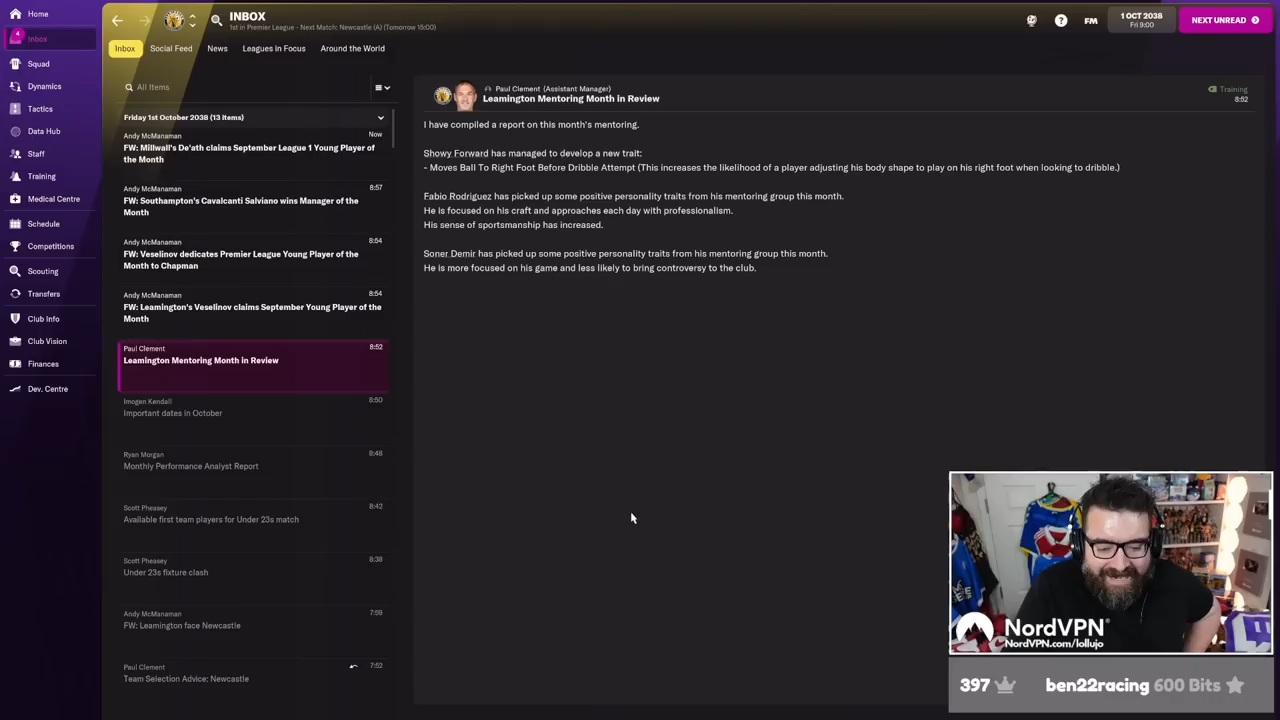 Home
4
Inbox
Squad
Dynamics
Tactics
Data Hub
Staff
Training
Medical Centre
Schedule
Competitions
Scouting
Transfers
Club Info
Club Vision
Finances
Dev. Centre
INBOX
1st in Premier League - Next Match: Newcastle (A) (Tomorrow 15:00)
FM
1 OCT 2038
Fri 9:00
NEXT UNREAD
Inbox
Social Feed
News
Leagues in Focus
Around the World
All Items
Friday 1st October 2038 (13 items)
Andy McManaman
Now
FW: Millwall's De'ath claims September League 1 Young Player of
the Month
Andy McManaman
8:57
FW: Southampton's Cavalcanti Salviano wins Manager of the
Month
Andy McManaman
8:54
FW: Veselinov dedicates Premier League Young Player of the
Month to Chapman
Andy McManaman
8:54
FW: Leamington's Veselinov claims September Young Player of the
Month
Paul Clement
8:52
Leamington Mentoring Month in Review
Imogen Kendall
8:50
Important dates in October
Ryan Morgan
8:48
Monthly Performance Analyst Report
Scott Pheasey
8:42
Available first team players for Under 23s match
Scott Pheasey
8:38
Under 23s fixture clash
Andy McManaman
7:59
FW: Leamington face Newcastle
Paul Clement
7:52
Team Selection Advice: Newcastle
Paul Clement (Assistant Manager)
Leamington Mentoring Month in Review
Training
8:52
I have compiled a report on this month's mentoring.
Showy Forward has managed to develop a new trait:
- Moves Ball To Right Foot Before Dribble Attempt (This increases the likelihood of a player adjusting his body shape to play on his right foot when looking to dribble.)
Fabio Rodriguez has picked up some positive personality traits from his mentoring group this month.
He is focused on his craft and approaches each day with professionalism.
His sense of sportsmanship has increased.
Soner Demir has picked up some positive personality traits from his mentoring group this month.
He is more focused on his game and less likely to bring controversy to the club.
NordVPN®
NordVPN.com/lollujo
397
ben22racing 600 Bits